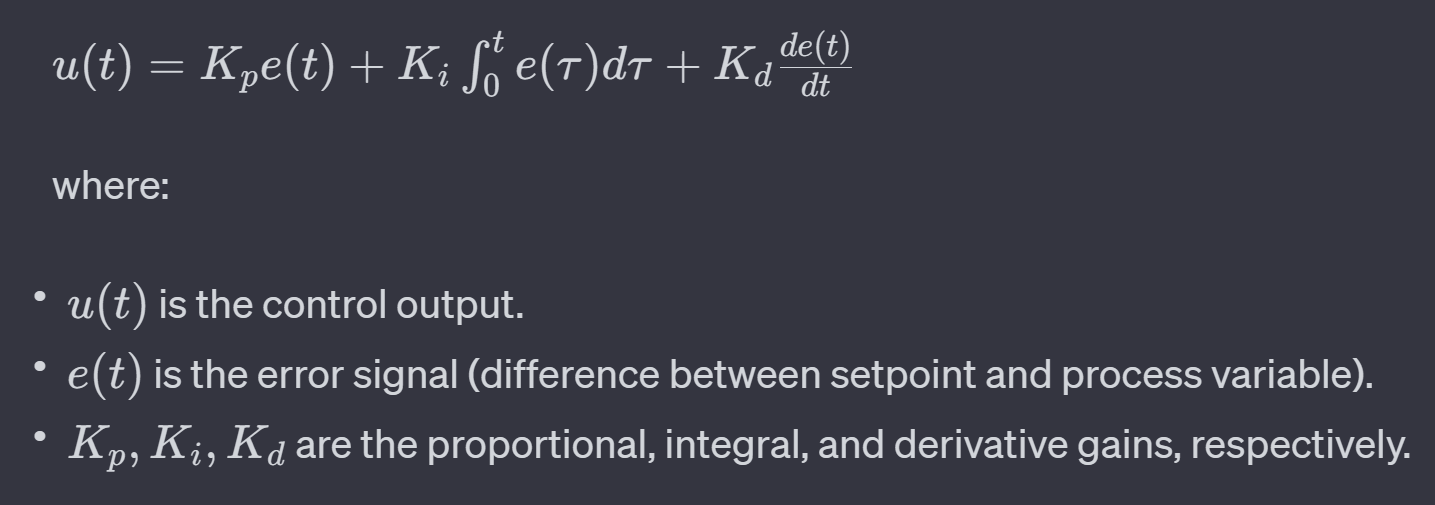 u(t) = K_p e(t) + K_i ∫_0^t e(τ)dτ + K_d \frac{de(t)}{dt}
where:
• u(t) is the control output.
• e(t) is the error signal (difference between setpoint and process variable).
• K_p, K_i, K_d are the proportional, integral, and derivative gains, respectively.